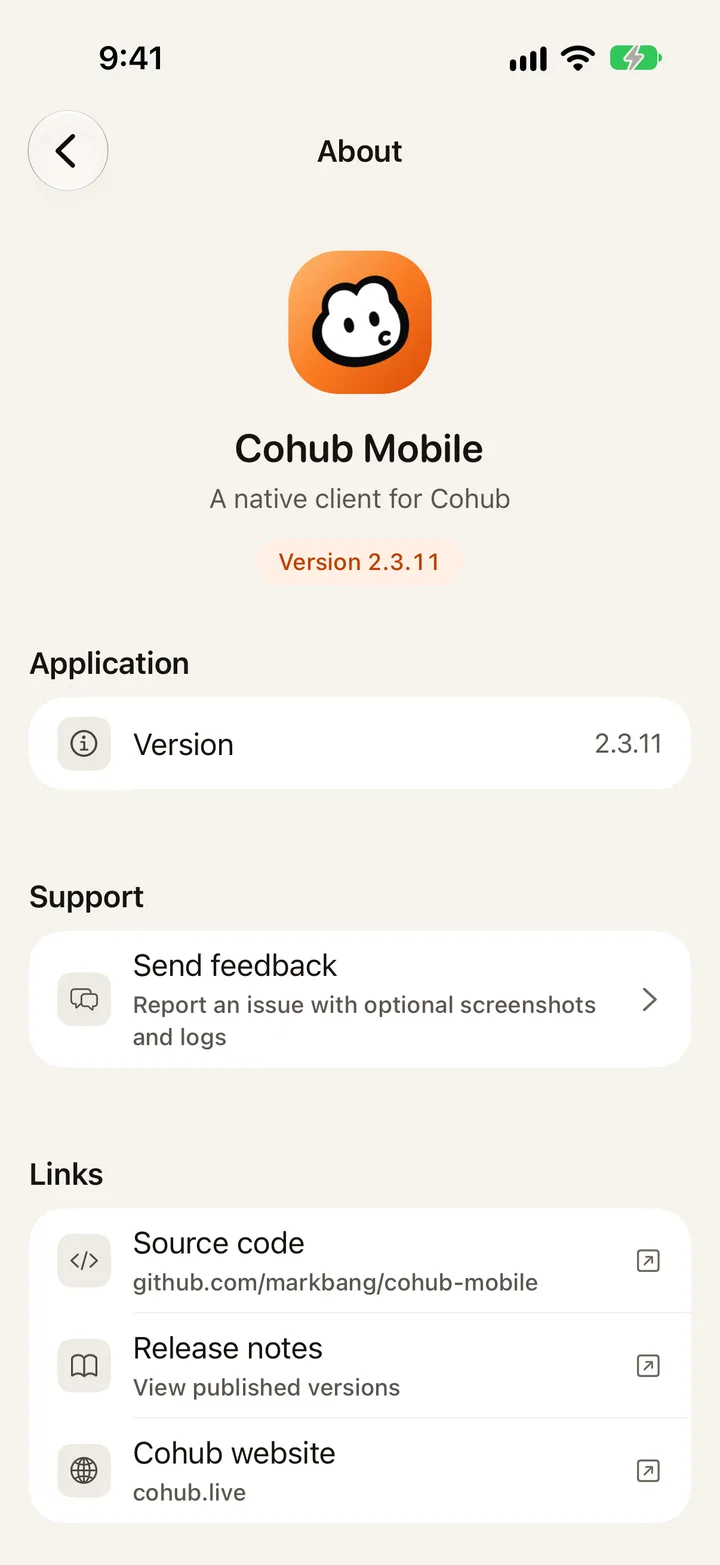 9:41
About
c
Cohub Mobile
A native client for Cohub
Version 2.3.11
Application
Version
2.3.11
Support
Send feedback
Report an issue with optional screenshots
and logs
Links
Source code
github.com/markbang/cohub-mobile
Release notes
View published versions
Cohub website
cohub.live